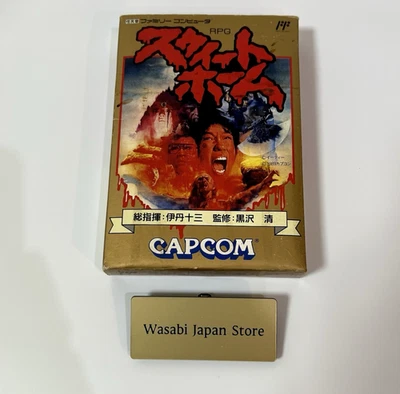 ファミリー コンピュータ
RPG
スウィート
ホーム
総指揮:伊丹十三 監修:黒沢 清
CAPCOM®
Wasabi Japan Store